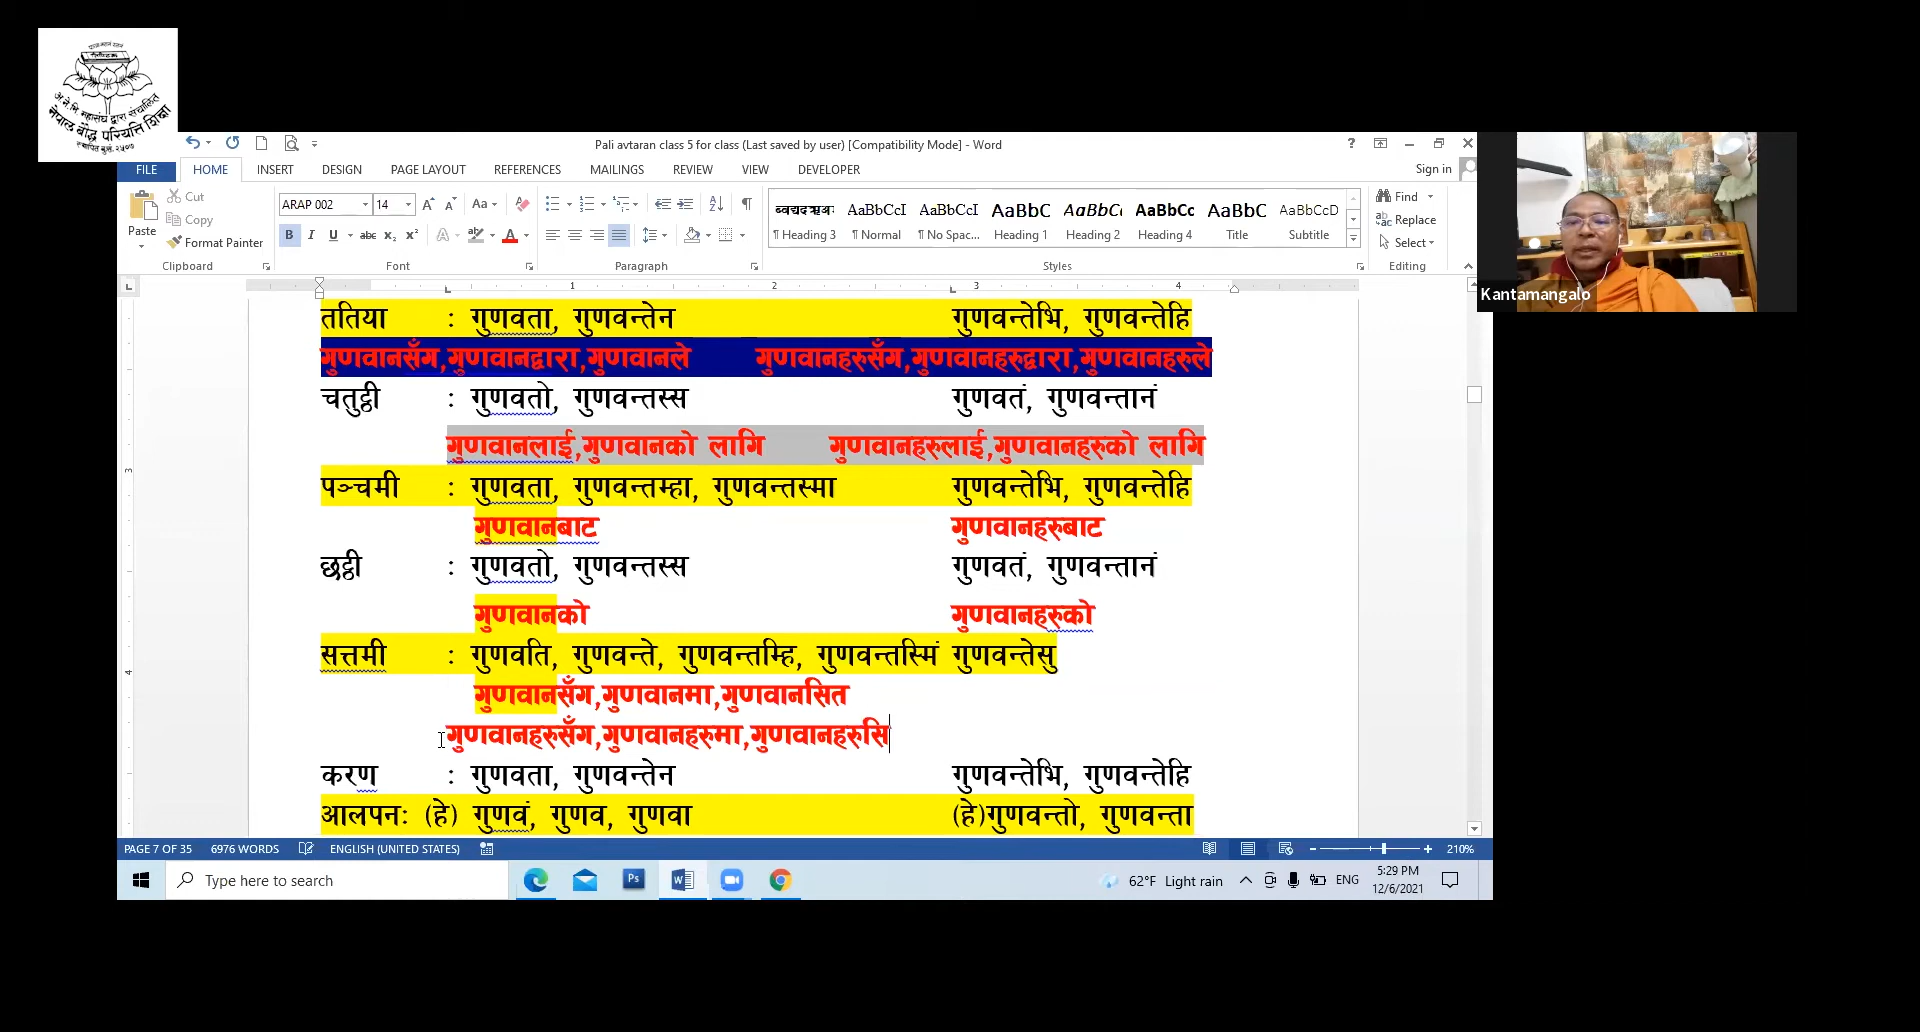 अ.ने.भि. महासंघ द्वारा संचालित
नेपाल बौद्ध परियत्ति शिक्षा
Pali avtaran class 5 for class (Last saved by user) [Compatibility Mode] - Word
FILE HOME INSERT DESIGN PAGE LAYOUT REFERENCES MAILINGS REVIEW VIEW DEVELOPER Sign in
Cut
Copy
Format Painter
Paste
Clipboard
ARAP 002 14
Font
Paragraph
AaBbCcI AaBbCcI AaBbC AaBbC AaBbCc AaBbC AaBbCcD
¶ Heading 3 ¶ Normal ¶ No Spac... Heading 1 Heading 2 Heading 4 Title Subtitle
Styles
Find
Replace
Select
Editing
Kantamangalo
1 2 3 4
ततिया : गुणवता, गुणवन्तेन गुणवन्तेभि, गुणवन्तेहि
गुणवानसँग,गुणवानद्वारा,गुणवानले गुणवानहरुसँग,गुणवानहरुद्वारा,गुणवानहरुले
चतुट्ठी : गुणवतो, गुणवन्तस्स गुणवतं, गुणवन्तानं
गुणवानलाई,गुणवानको लागि गुणवानहरुलाई,गुणवानहरुको लागि
पञ्चमी : गुणवता, गुणवन्तम्हा, गुणवन्तस्मा गुणवन्तेभि, गुणवन्तेहि
गुणवानबाट गुणवानहरुबाट
छट्ठी : गुणवतो, गुणवन्तस्स गुणवतं, गुणवन्तानं
गुणवानको गुणवानहरुको
सत्तमी : गुणवति, गुणवन्ते, गुणवन्तम्हि, गुणवन्तस्मिं गुणवन्तेसु
गुणवानसँग,गुणवानमा,गुणवानसित
गुणवानहरुसँग,गुणवानहरुमा,गुणवानहरुसि
करण : गुणवता, गुणवन्तेन गुणवन्तेभि, गुणवन्तेहि
आलपनः (हे) गुणवं, गुणव, गुणवा (हे)गुणवन्तो, गुणवन्ता
PAGE 7 OF 35 6976 WORDS ENGLISH (UNITED STATES) 210%
Type here to search
62°F Light rain ENG
5:29 PM
12/6/2021